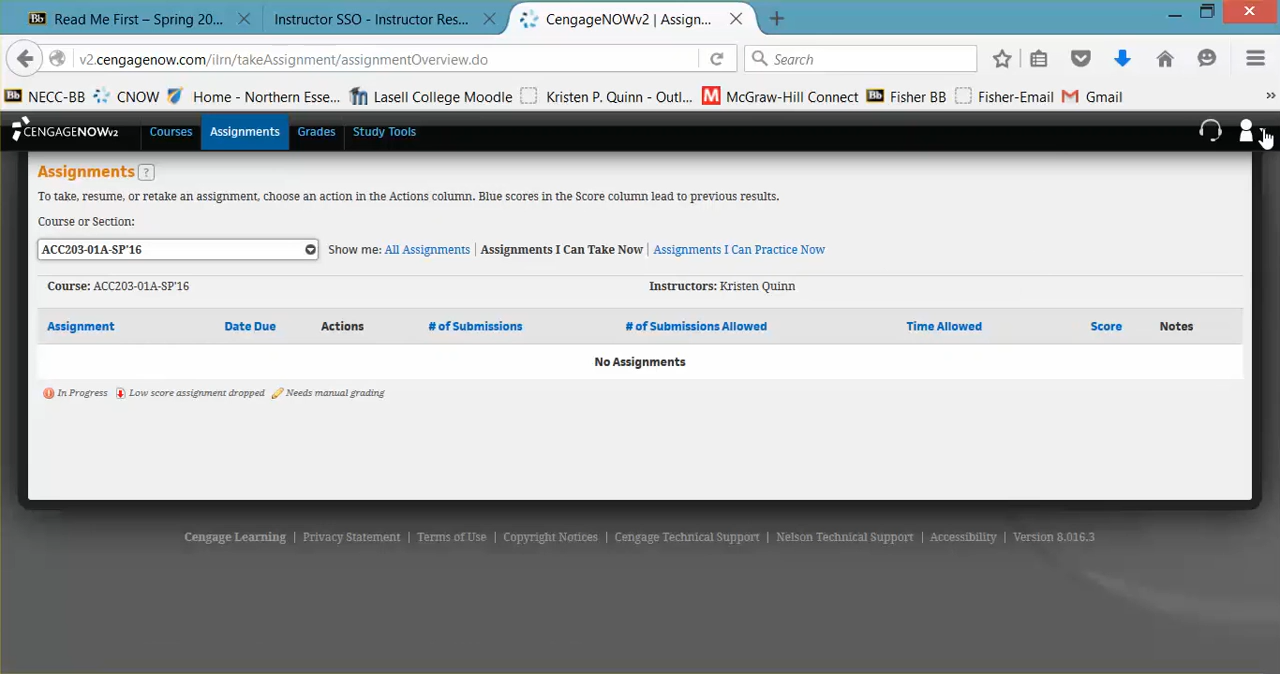 Bb Read Me First – Spring 20...
Instructor SSO - Instructor Res...
CengageNOWv2 | Assign...
v2.cengagenow.com/ilrn/takeAssignment/assignmentOverview.do
Search
Bb NECC-BB CNOW Home - Northern Esse... Lasell College Moodle Kristen P. Quinn - Outl... M McGraw-Hill Connect Bb Fisher BB Fisher-Email Gmail »
CENGAGENOWv2 Courses Assignments Grades Study Tools
Assignments ?
To take, resume, or retake an assignment, choose an action in the Actions column. Blue scores in the Score column lead to previous results.
Course or Section:
ACC203-01A-SP'16 Show me: All Assignments | Assignments I Can Take Now | Assignments I Can Practice Now
Course: ACC203-01A-SP'16 Instructors: Kristen Quinn
Assignment Date Due Actions # of Submissions # of Submissions Allowed Time Allowed Score Notes
No Assignments
In Progress Low score assignment dropped Needs manual grading
Cengage Learning | Privacy Statement | Terms of Use | Copyright Notices | Cengage Technical Support | Nelson Technical Support | Accessibility | Version 8.016.3